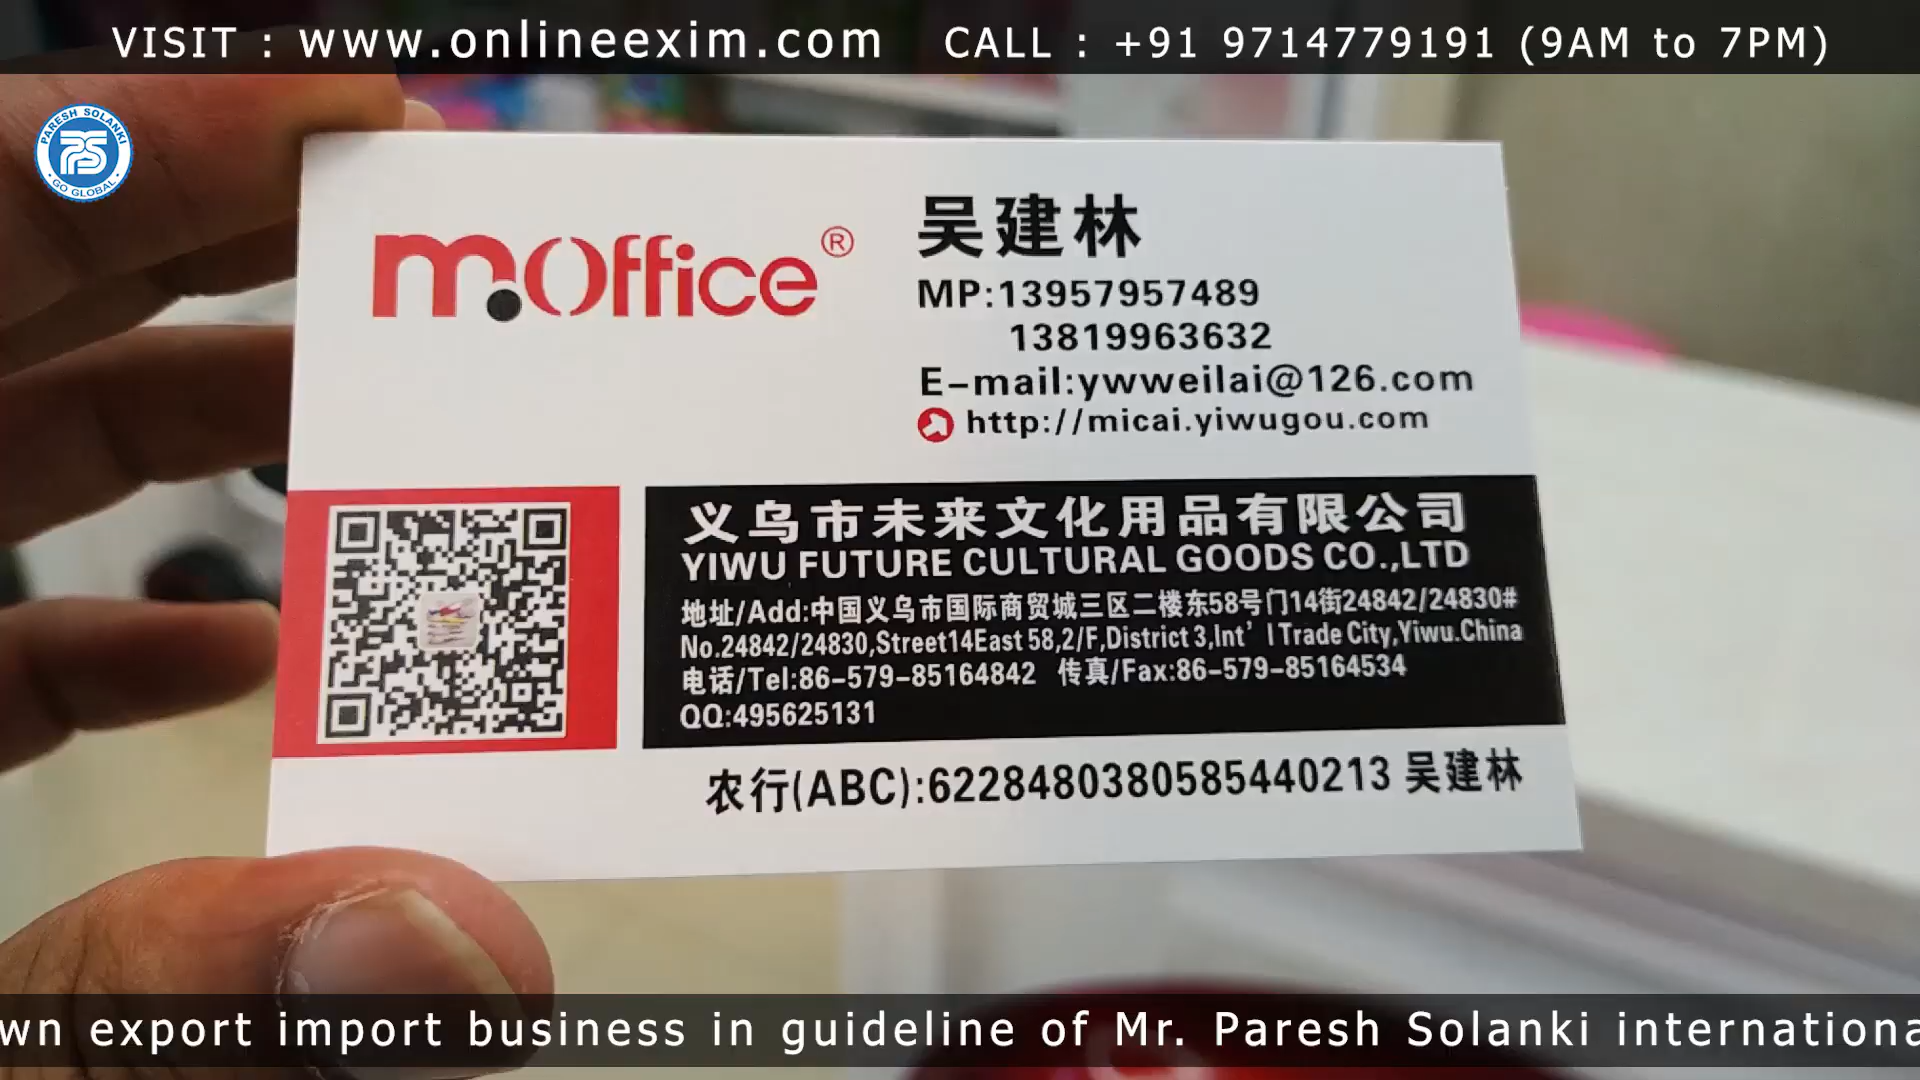 VISIT : www.onlineexim.com CALL : +91 9714779191 (9AM to 7PM)
PARESH SOLANKI
PS
GO GLOBAL
m.Office®
吴建林
MP:13957957489
13819963632
E-mail:ywweilai@126.com
http://micai.yiwugou.com
义乌市未来文化用品有限公司
YIWU FUTURE CULTURAL GOODS CO.,LTD
地址/Add:中国义乌市国际商贸城三区二楼东58号门14街24842/24830#
No.24842/24830,Street14East 58,2/F,District 3,Int'l Trade City,Yiwu.China
电话/Tel:86-579-85164842 传真/Fax:86-579-85164534
QQ:495625131
农行(ABC):6228480380585440213 吴建林
wn export import business in guideline of Mr. Paresh Solanki internationa